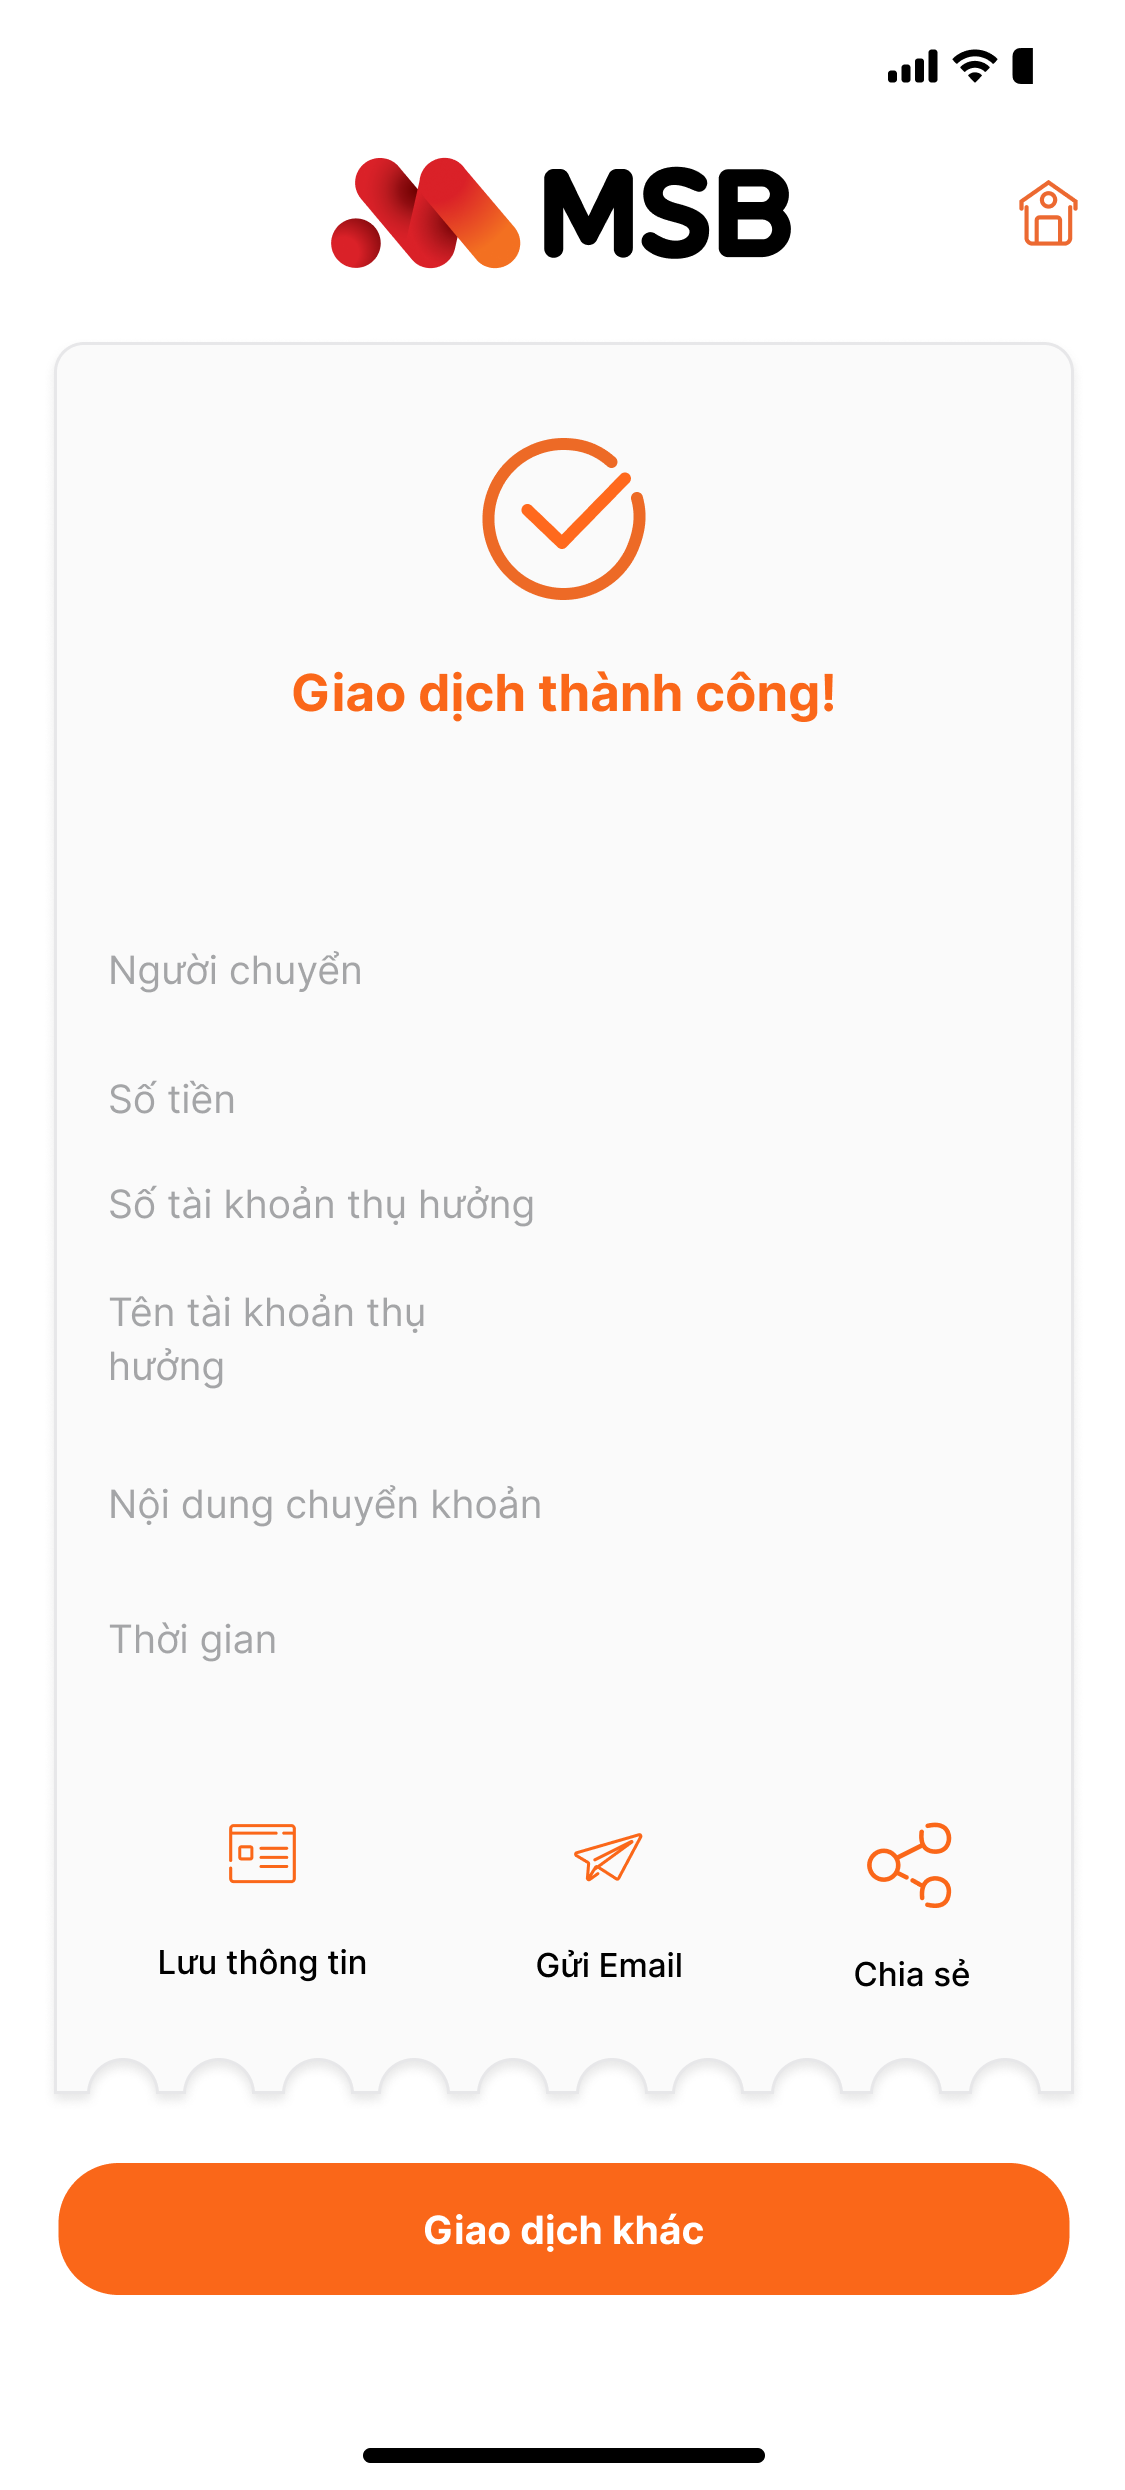 MSB
Giao dịch thành công!
Người chuyển
Số tiền
Số tài khoản thụ hưởng
Tên tài khoản thụ
hưởng
Nội dung chuyển khoản
Thời gian
Lưu thông tin
Gửi Email
Chia sẻ
Giao dịch khác